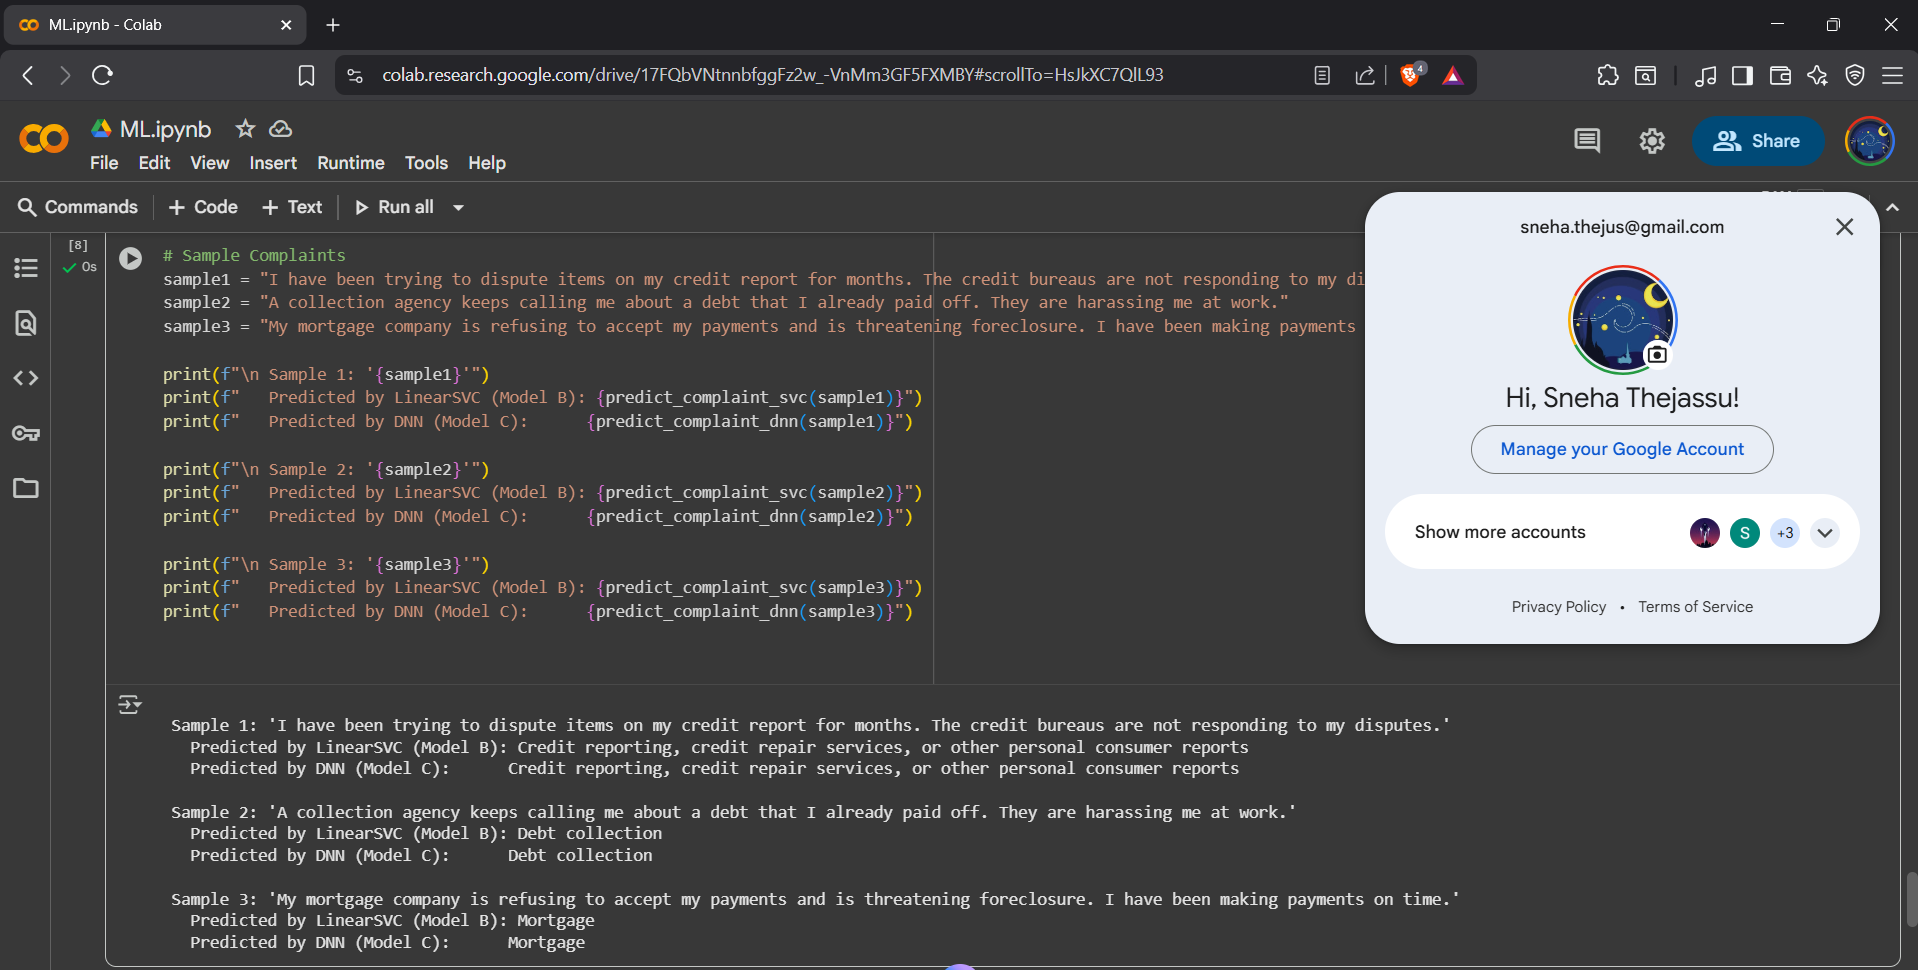 ML.ipynb - Colab
colab.research.google.com/drive/17FQbVNtnnbfggFz2w_-VnMm3GF5FXMBY#scrollTo=HsJkXC7QlL93
4
ML.ipynb
File Edit View Insert Runtime Tools Help
Share
Commands + Code + Text Run all
[8]
0s
# Sample Complaints
sample1 = "I have been trying to dispute items on my credit report for months. The credit bureaus are not responding to my di
sample2 = "A collection agency keeps calling me about a debt that I already paid off. They are harassing me at work."
sample3 = "My mortgage company is refusing to accept my payments and is threatening foreclosure. I have been making payments
print(f"\n Sample 1: '{sample1}'")
print(f"   Predicted by LinearSVC (Model B): {predict_complaint_svc(sample1)}")
print(f"   Predicted by DNN (Model C):      {predict_complaint_dnn(sample1)}")
print(f"\n Sample 2: '{sample2}'")
print(f"   Predicted by LinearSVC (Model B): {predict_complaint_svc(sample2)}")
print(f"   Predicted by DNN (Model C):      {predict_complaint_dnn(sample2)}")
print(f"\n Sample 3: '{sample3}'")
print(f"   Predicted by LinearSVC (Model B): {predict_complaint_svc(sample3)}")
print(f"   Predicted by DNN (Model C):      {predict_complaint_dnn(sample3)}")
sneha.thejus@gmail.com
Hi, Sneha Thejassu!
Manage your Google Account
Show more accounts
S
+3
Privacy Policy • Terms of Service
Sample 1: 'I have been trying to dispute items on my credit report for months. The credit bureaus are not responding to my disputes.'
Predicted by LinearSVC (Model B): Credit reporting, credit repair services, or other personal consumer reports
Predicted by DNN (Model C):      Credit reporting, credit repair services, or other personal consumer reports
Sample 2: 'A collection agency keeps calling me about a debt that I already paid off. They are harassing me at work.'
Predicted by LinearSVC (Model B): Debt collection
Predicted by DNN (Model C):      Debt collection
Sample 3: 'My mortgage company is refusing to accept my payments and is threatening foreclosure. I have been making payments on time.'
Predicted by LinearSVC (Model B): Mortgage
Predicted by DNN (Model C):      Mortgage